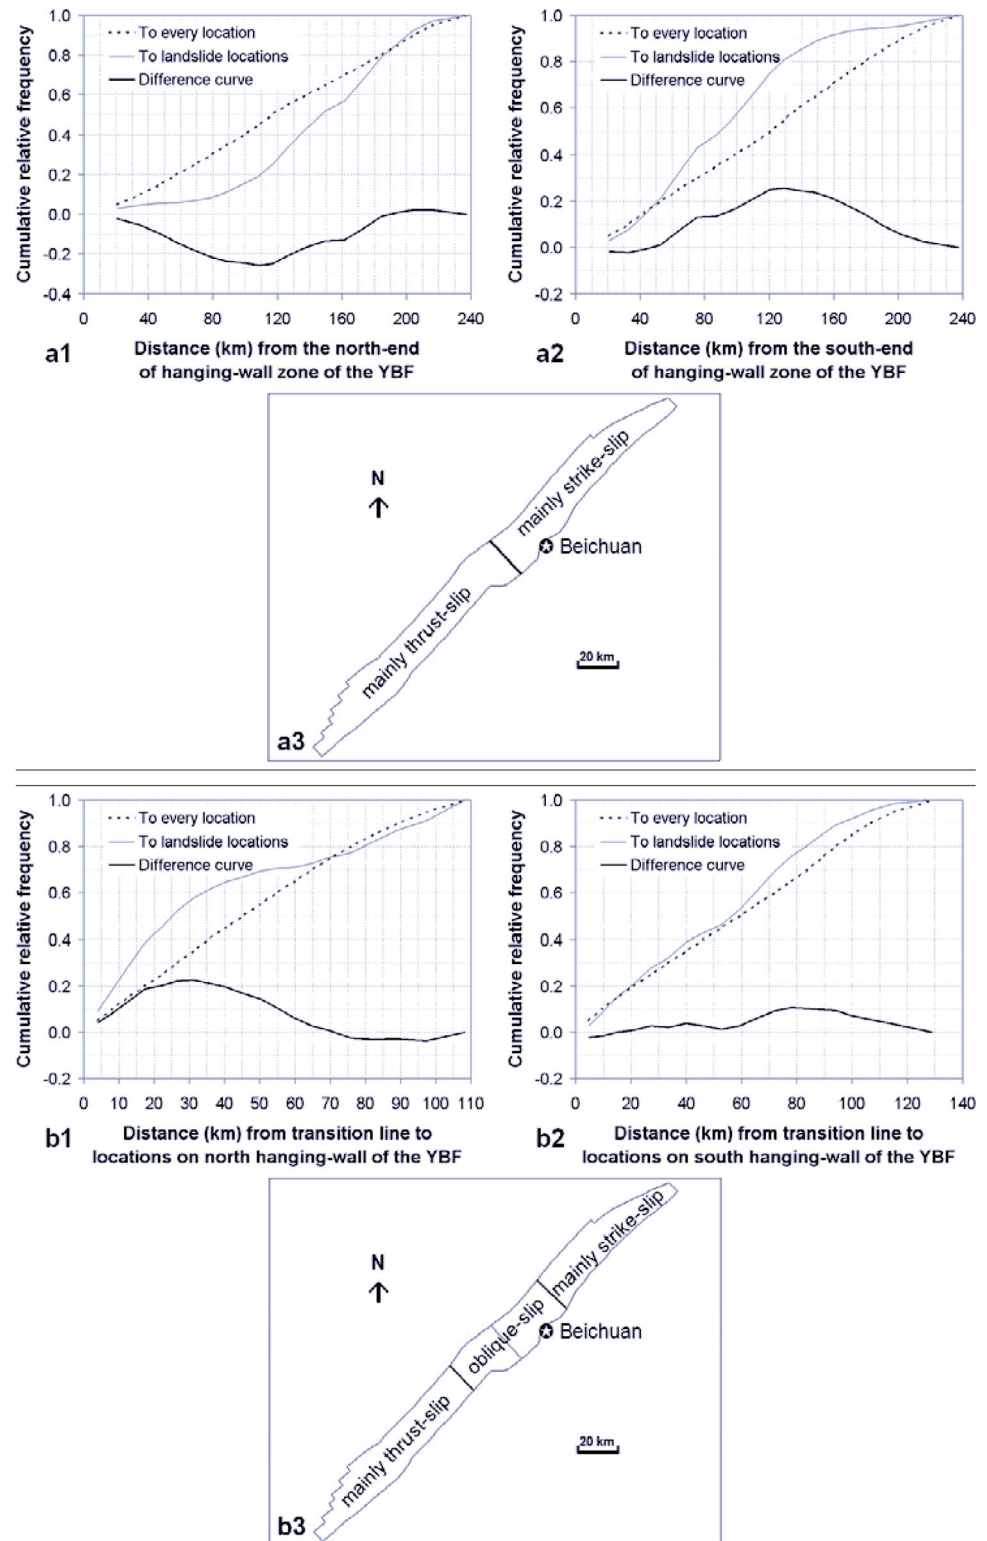 1.0
0.8
0.6
0.4
0.2
0.0
-0.2
-0.4
Cumulative relative frequency
To every location
To landslide locations
Difference curve
0 40 80 120 160 200 240
a1
Distance (km) from the north-end
of hanging-wall zone of the YBF
1.0
0.8
0.6
0.4
0.2
0.0
-0.2
Cumulative relative frequency
To every location
To landslide locations
Difference curve
0 40 80 120 160 200 240
a2
Distance (km) from the south-end
of hanging-wall zone of the YBF
N
mainly strike-slip
Beichuan
mainly thrust-slip
20 km
a3
1.0
0.8
0.6
0.4
0.2
0.0
-0.2
Cumulative relative frequency
To every location
To landslide locations
Difference curve
0 10 20 30 40 50 60 70 80 90 100 110
b1
Distance (km) from transition line to
locations on north hanging-wall of the YBF
1.0
0.8
0.6
0.4
0.2
0.0
-0.2
Cumulative relative frequency
To every location
To landslide locations
Difference curve
0 20 40 60 80 100 120 140
b2
Distance (km) from transition line to
locations on south hanging-wall of the YBF
N
mainly strike-slip
oblique-slip
Beichuan
mainly thrust-slip
20 km
b3